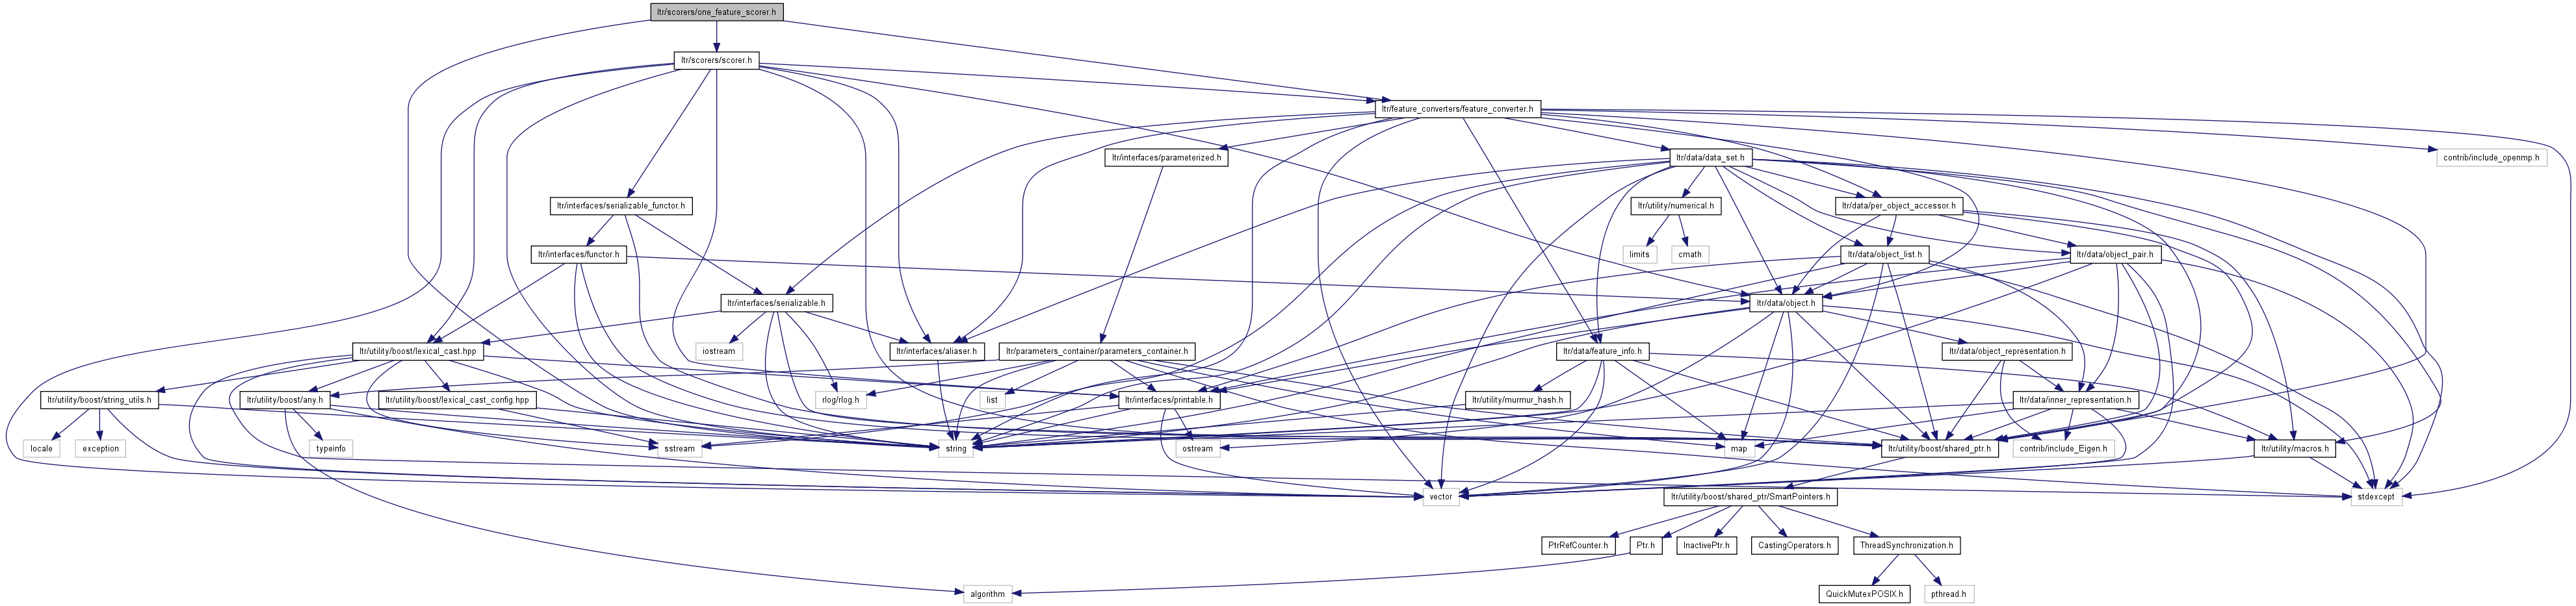 ltr/scorers/one_feature_scorer.h
ltr/scorers/scorer.h
ltr/feature_converters/feature_converter.h
ltr/interfaces/parameterized.h
ltr/data/data_set.h
contrib/include_openmp.h
ltr/interfaces/serializable_functor.h
ltr/utility/numerical.h
ltr/data/per_object_accessor.h
ltr/interfaces/functor.h
limits
cmath
ltr/data/object_list.h
ltr/data/object_pair.h
ltr/interfaces/serializable.h
ltr/data/object.h
ltr/utility/boost/lexical_cast.hpp
iostream
ltr/interfaces/aliaser.h
ltr/parameters_container/parameters_container.h
ltr/data/feature_info.h
ltr/data/object_representation.h
ltr/utility/boost/string_utils.h
ltr/utility/boost/any.h
ltr/utility/boost/lexical_cast_config.hpp
rlog/rlog.h
list
ltr/interfaces/printable.h
ltr/utility/murmur_hash.h
ltr/data/inner_representation.h
locale
exception
typeinfo
sstream
string
ostream
map
ltr/utility/boost/shared_ptr.h
contrib/include_Eigen.h
ltr/utility/macros.h
vector
ltr/utility/boost/shared_ptr/SmartPointers.h
stdexcept
PtrRefCounter.h
Ptr.h
InactivePtr.h
CastingOperators.h
ThreadSynchronization.h
algorithm
QuickMutexPOSIX.h
pthread.h